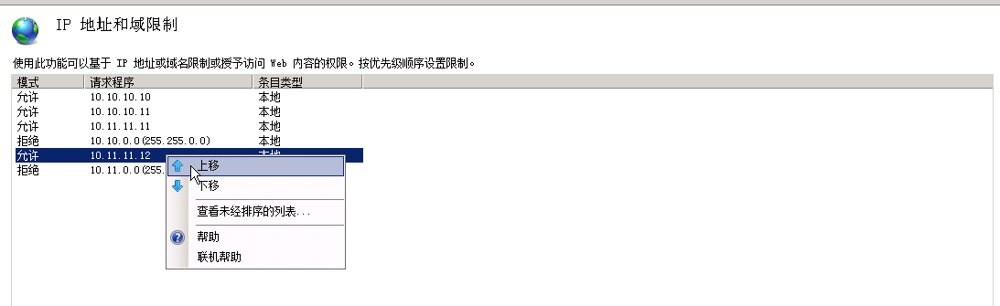 IP 地址和域限制
使用此功能可以基于 IP 地址或域名限制或授予访问 Web 内容的权限。按优先级顺序设置限制。
模式 请求程序 条目类型
允许 10.10.10.10 本地
允许 10.10.10.11 本地
允许 10.11.11.11 本地
拒绝 10.10.0.0(255.255.0.0) 本地
允许 10.11.11.12 本地
拒绝 10.11.0.0(255.
上移
下移
查看未经排序的列表...
帮助
联机帮助